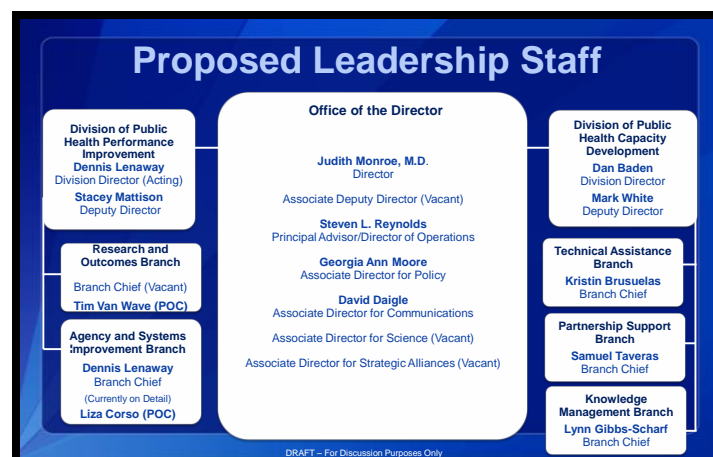 Proposed Leadership Staff
Division of Public
Health Performance
Improvement
Dennis Lenaway
Division Director (Acting)
Stacey Mattison
Deputy Director
Research and
Outcomes Branch
Branch Chief (Vacant)
Tim Van Wave (POC)
Agency and Systems
Improvement Branch
Dennis Lenaway
Branch Chief
(Currently on Detail)
Liza Corso (POC)
Office of the Director
Judith Monroe, M.D.
Director
Associate Deputy Director (Vacant)
Steven L. Reynolds
Principal Advisor/Director of Operations
Georgia Ann Moore
Associate Director for Policy
David Daigle
Associate Director for Communications
Associate Director for Science (Vacant)
Associate Director for Strategic Alliances (Vacant)
Division of Public
Health Capacity
Development
Dan Baden
Division Director
Mark White
Deputy Director
Technical Assistance
Branch
Kristin Brusuelas
Branch Chief
Partnership Support
Branch
Samuel Taveras
Branch Chief
Knowledge
Management Branch
Lynn Gibbs-Scharf
Branch Chief
DRAFT – For Discussion Purposes Only